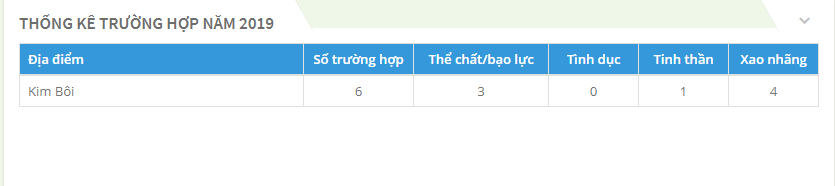 THỐNG KÊ TRƯỜNG HỢP NĂM 2019
Địa điểm Số trường hợp Thể chất/bạo lực Tình dục Tinh thần Xao nhãng
Kim Bôi 6 3 0 1 4